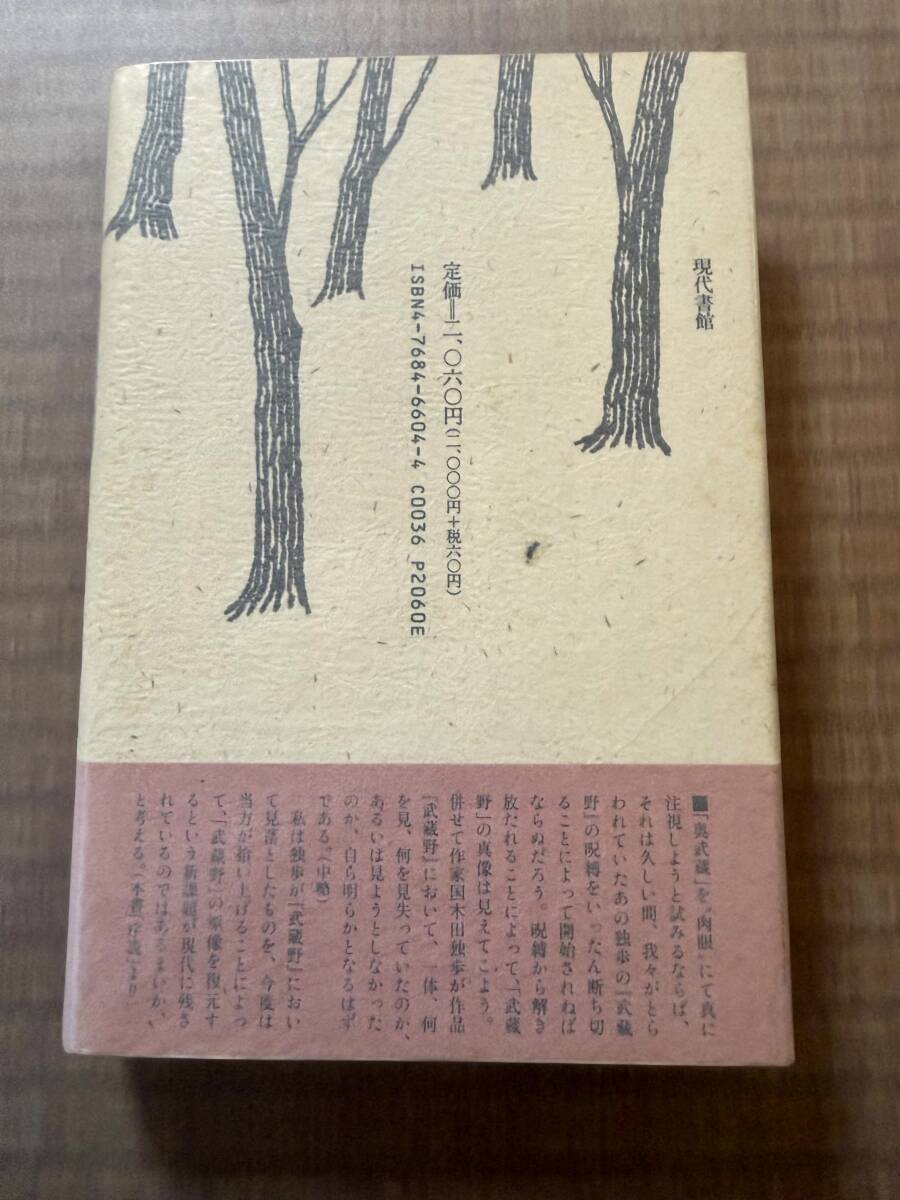 現代書館
定価＝二、〇六〇円（二、〇〇〇円＋税六〇円）
ISBN4-7684-6604-4 C0036 P2060E
■「奥武蔵」を〝肉眼〟にて真に
注視しようと試みるならば、
それは久しい間、我々がとら
われていたあの独歩の『武蔵
野』の呪縛をいったん断ち切
ることによって開始されねば
ならぬだろう。呪縛から解き
放たれることによって、「武蔵
野」の真像は見えてこよう。
併せて作家国木田独歩が作品
『武蔵野』において、一体、何
を見、何を見失っていたのか、
あるいは見ようとしなかった
のか、自ら明らかとなるはず
である。（中略）
私は独歩が『武蔵野』におい
て見落としたものを、今度は
当方が拾い上げることによっ
て、「武蔵野」の原像を復元す
るという新課題が現代に残さ
れているのではあるまいか、
と考える。（本書「序載」より）